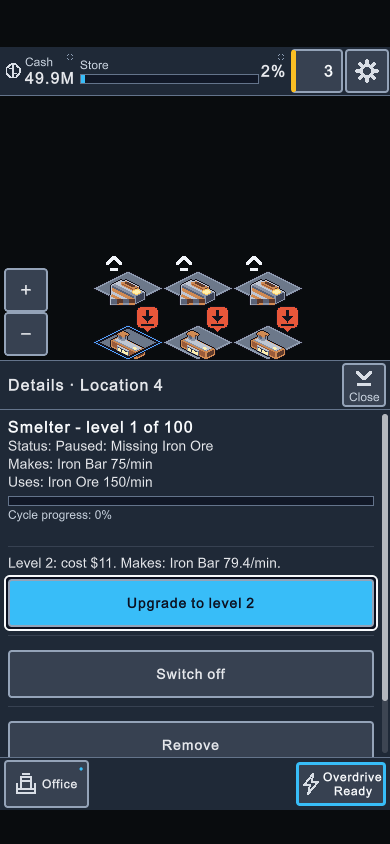 Cash
49.9M
Store
2%
3
+
−
Details · Location 4
Close
Smelter - level 1 of 100
Status: Paused: Missing Iron Ore
Makes: Iron Bar 75/min
Uses: Iron Ore 150/min
Cycle progress: 0%
Level 2: cost $11. Makes: Iron Bar 79.4/min.
Upgrade to level 2
Switch off
Remove
Office
Overdrive
Ready